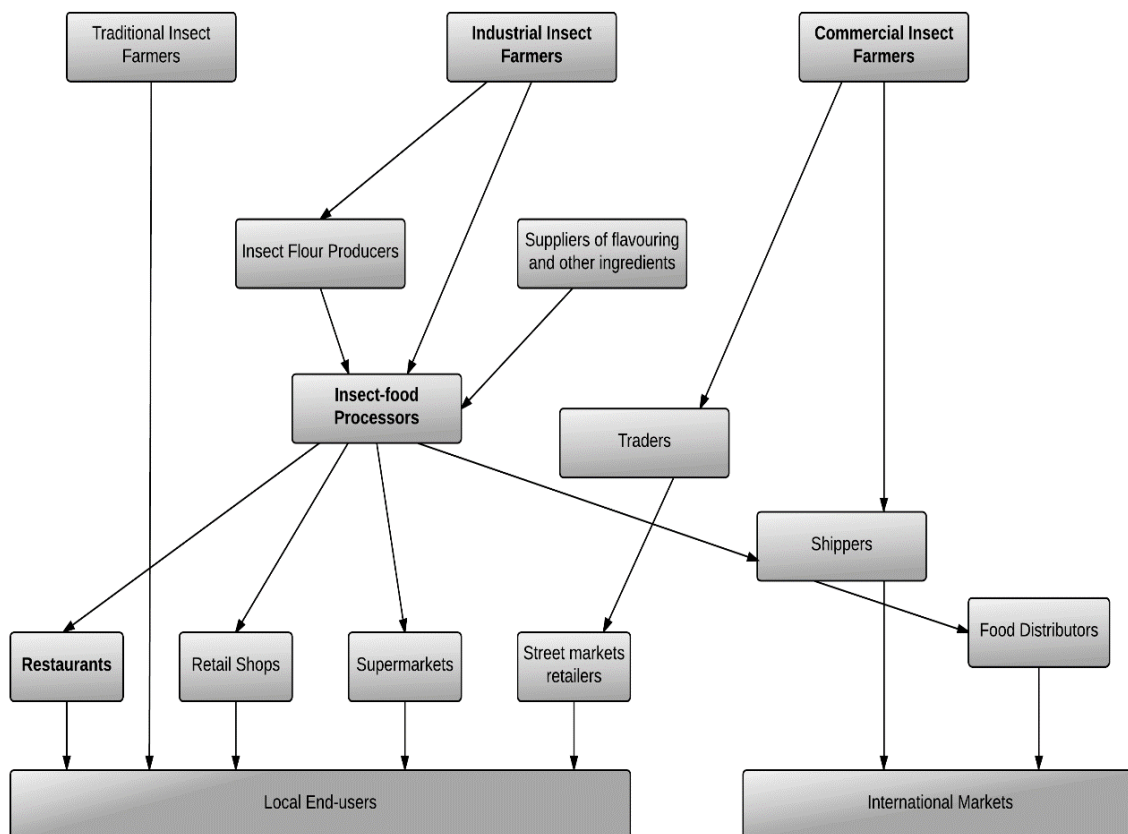 Traditional Insect
Farmers
Industrial Insect
Farmers
Commercial Insect
Farmers
Insect Flour Producers
Suppliers of flavouring
and other ingredients
Insect-food
Processors
Traders
Shippers
Food Distributors
Restaurants
Retail Shops
Supermarkets
Street markets
retailers
Local End-users
International Markets